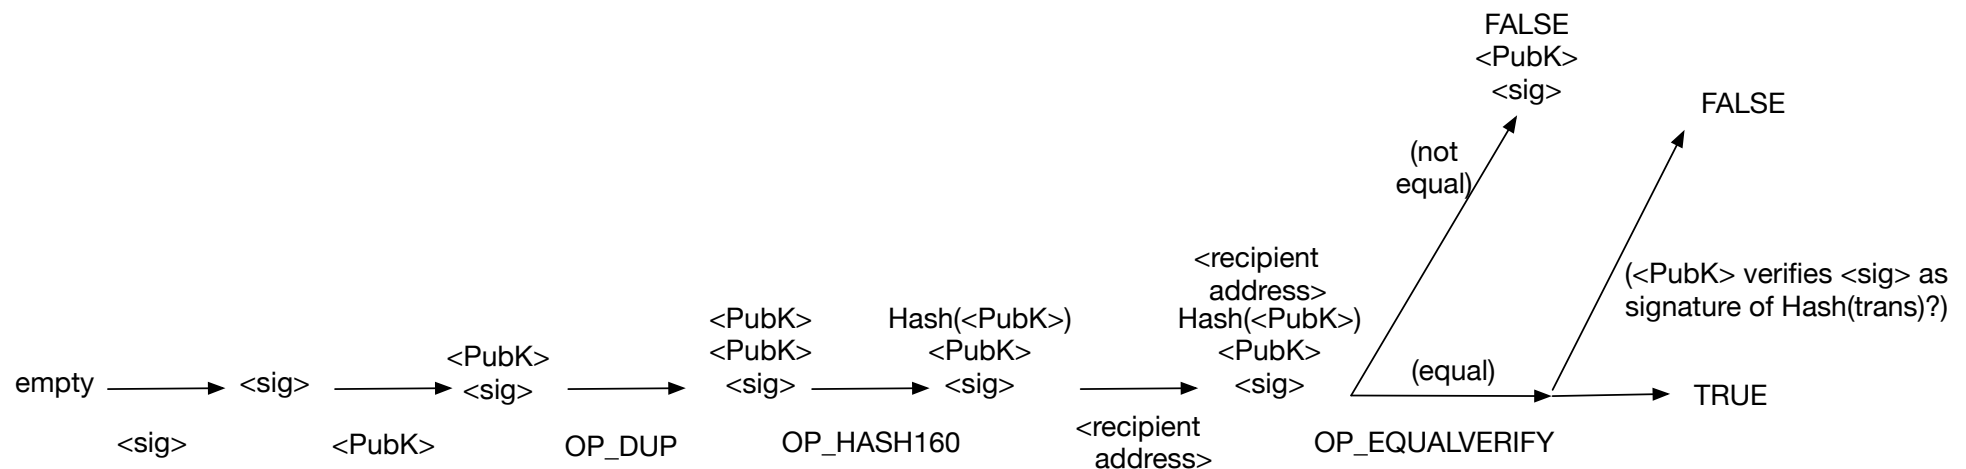 FALSE
<PubK>
<sig>
FALSE
(not
equal)
<recipient
address>
(<PubK> verifies <sig> as
signature of Hash(trans)?)
<PubK>
<PubK>
<sig>
Hash(<PubK>)
<PubK>
<sig>
Hash(<PubK>)
<PubK>
<sig>
<PubK>
<sig>
(equal)
empty
<sig>
TRUE
<sig>
<PubK>
OP_DUP
OP_HASH160
<recipient
address>
OP_EQUALVERIFY